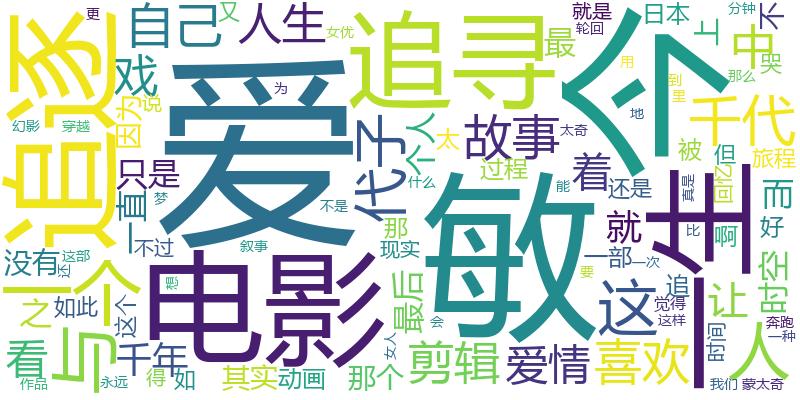 更
又
人生
女优
就是
轮回
日本
上
分钟
不
自己
追寻
最
今
中
哭
戏
为
用
到
里
那么
追逐
因为
说
爱
代子
个人
太
故事
太奇
地
千代
幻影
穿越
只是
梦
什么
过程
着
能
还是
被
但
旅程
回忆
真是
一直
不过
不是
叙事
那
现实
敏
就
一部
一次
一生
比
啊
而
好
没有
这部
还
一个
与
电影
想
最后
会
女人
要
这
追
觉得
这样
让
时空
之
如此
这个
千年
看
作品
永远
得
如
其实
动画
那个
剪辑
爱情
喜欢
时间
人
奔跑
一种
我们
蒙太奇